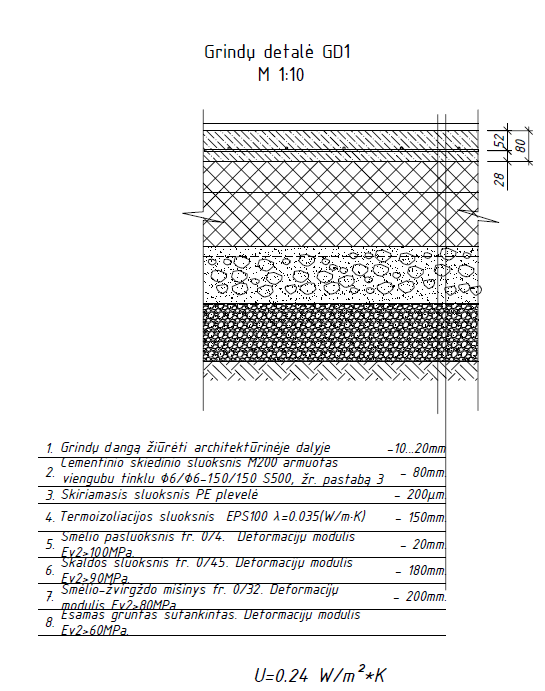 Grindų detalė GD1
M 1:10
52
80
28
1. Grindų dangą žiūrėti architektūrinėje dalyje -10...20mm
2. Cementinio skiedinio sluoksnis M200 armuotas
viengubu tinklu Φ6/Φ6-150/150 S500, žr. pastabą 3 - 80mm.
3. Skiriamasis sluoksnis PE plevelė - 200μm.
4. Termoizoliacijos sluoksnis EPS100 λ=0.035(W/m·K) - 150mm.
5. Smėlio pasluoksnis fr. 0/4. Deformacijų modulis
Ev2>100MPa. - 20mm.
6. Skaldos sluoksnis fr. 0/45. Deformacijų modulis
Ev2>90MPa. - 180mm.
7. Smėlio-žvirgždo mišinys fr. 0/32. Deformacijų
modulis Ev2>80MPa. - 200mm.
8. Esamas gruntas sutankintas. Deformacijų modulis
Ev2>60MPa.
U=0.24 W/m²*K